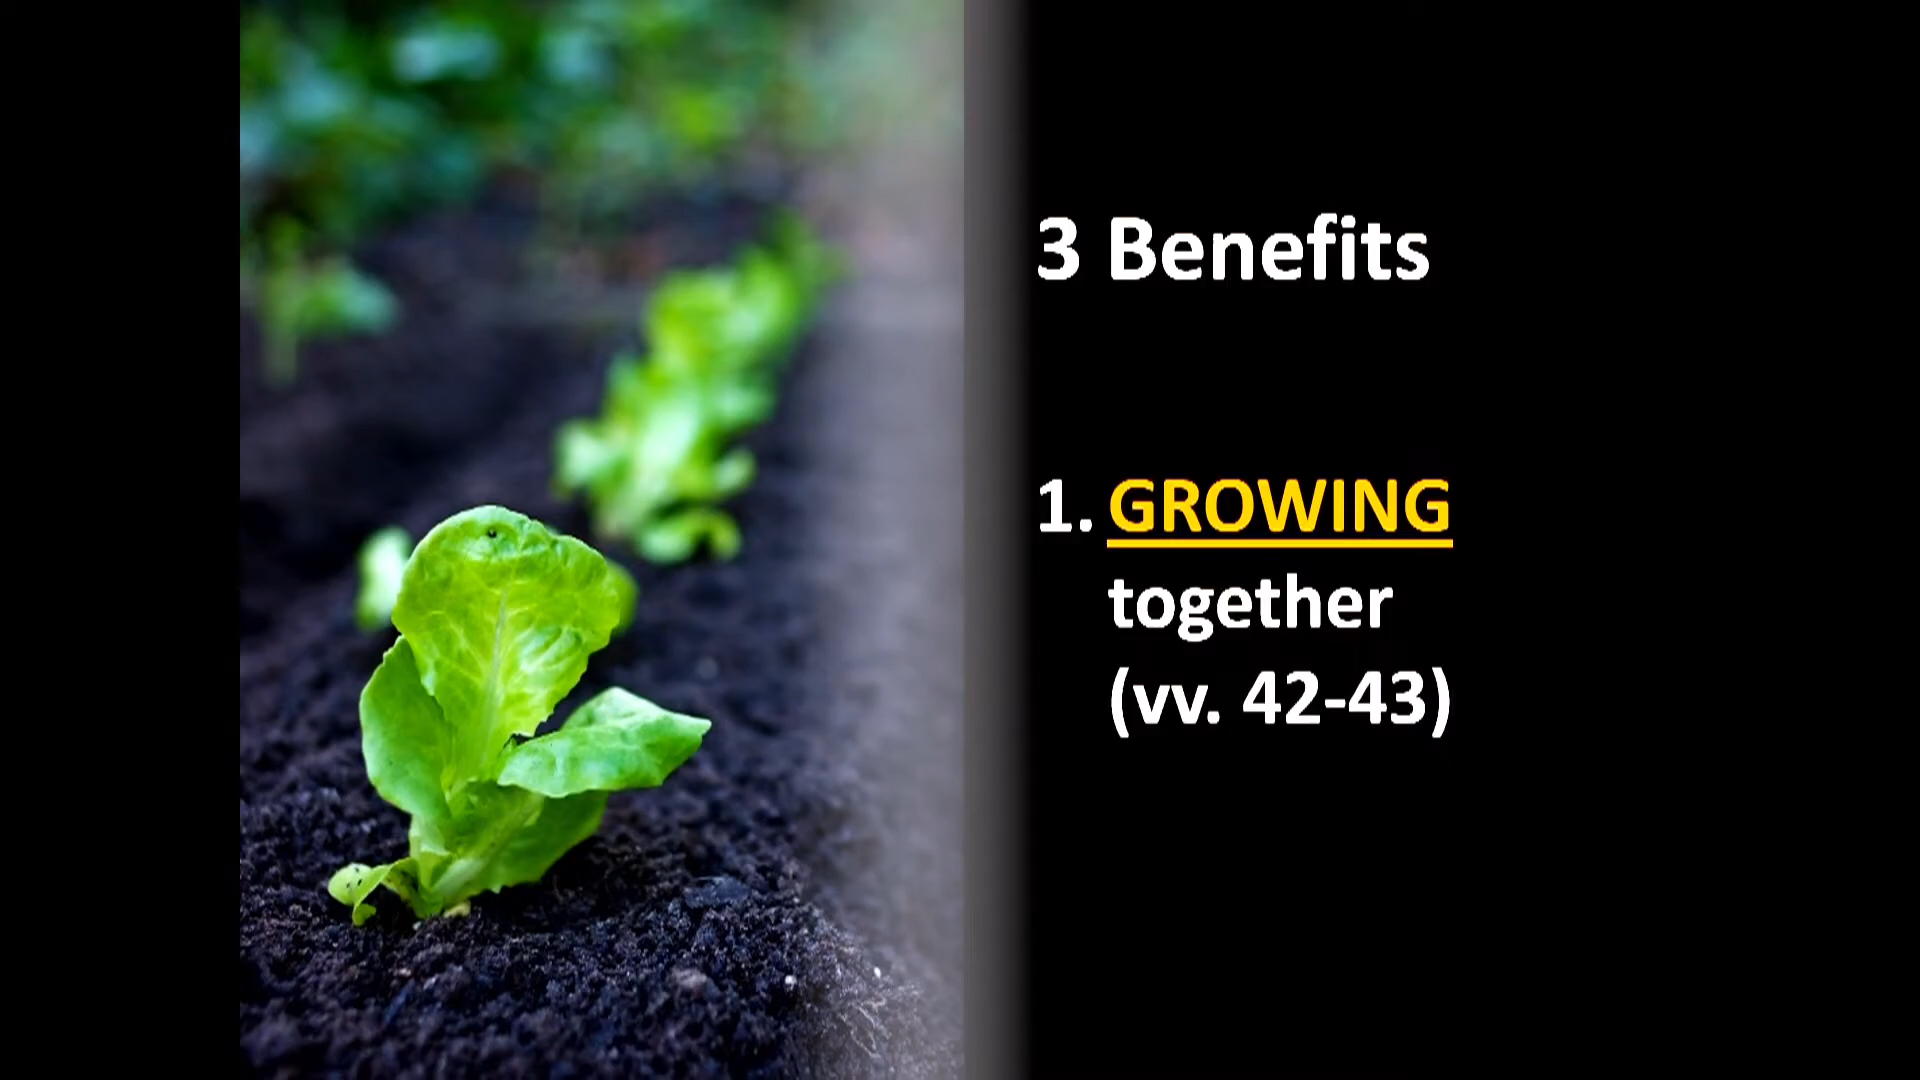 3 Benefits
1. GROWING
together
(vv. 42-43)